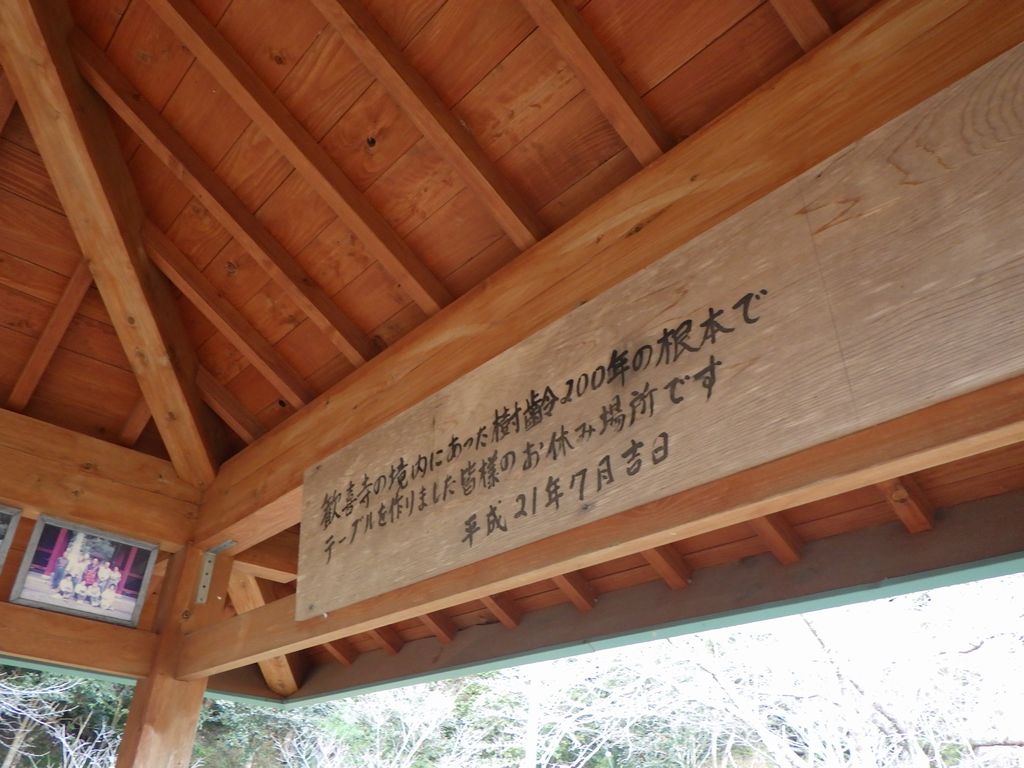 歓喜寺の境内にあった樹齢200年の根本で
テーブルを作りました皆様のお休み場所です
平成21年7月吉日